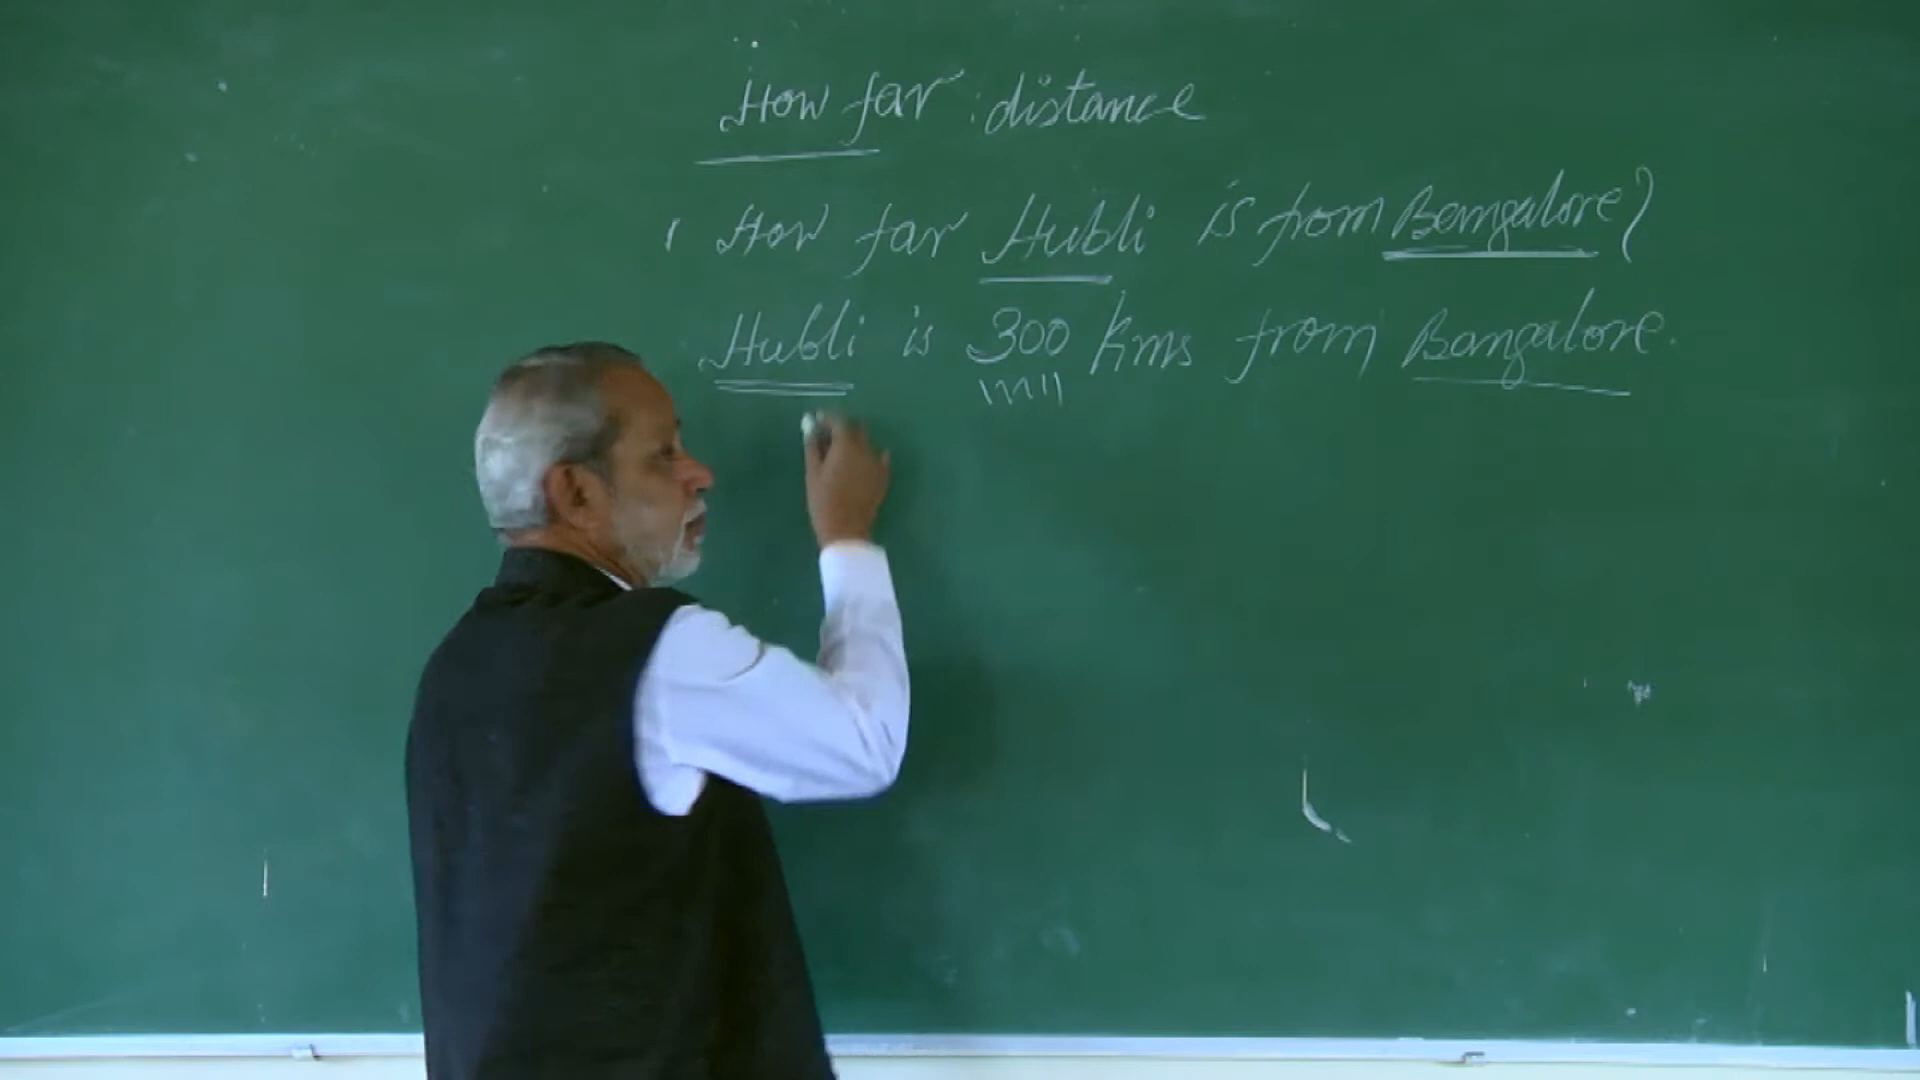 How far : distance
1 How far Hubli is from Bangalore?
Hubli is 300 kms from Bangalore.